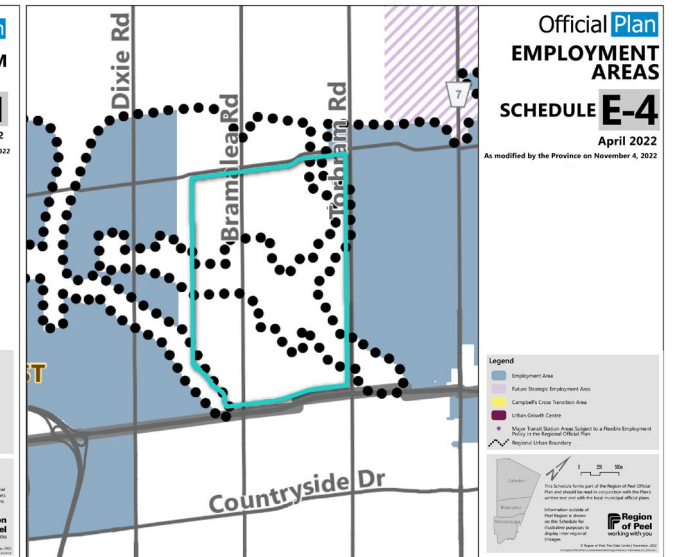 Official Plan
EMPLOYMENT
AREAS
SCHEDULE E-4
April 2022
As modified by the Province on November 4, 2022
Dixie Rd
Bramalea Rd
Torbram Rd
7
ST
Countryside Dr
Legend
Employment Area
Future Strategic Employment Area
Campbell's Cross Transition Area
Urban Growth Centre
Major Transit Station Areas Subject to a Flexible Employment
Policy in the Regional Official Plan
Regional Urban Boundary
Caledon
Brampton
Mississauga
0 250 500m
This Schedule forms part of the Region of Peel Official
Plan and should be read in conjunction with the Plan's
written text and with the local municipal official plans.
Information outside of
Peel Region is shown
on this Schedule for
illustrative purposes to
display inter-regional
linkages.
Region
of Peel
working with you